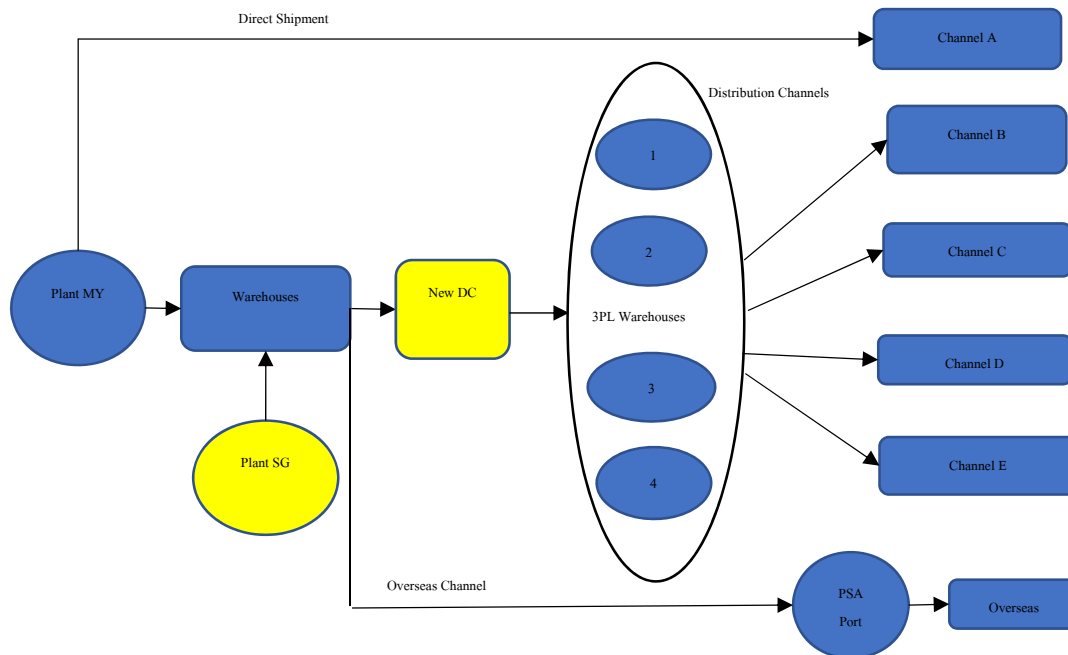 Direct Shipment
Channel A
Distribution Channels
Channel B
1
2
Channel C
Plant MY
Warehouses
New DC
3PL Warehouses
Channel D
3
Plant SG
Channel E
4
Overseas Channel
PSA
Port
Overseas